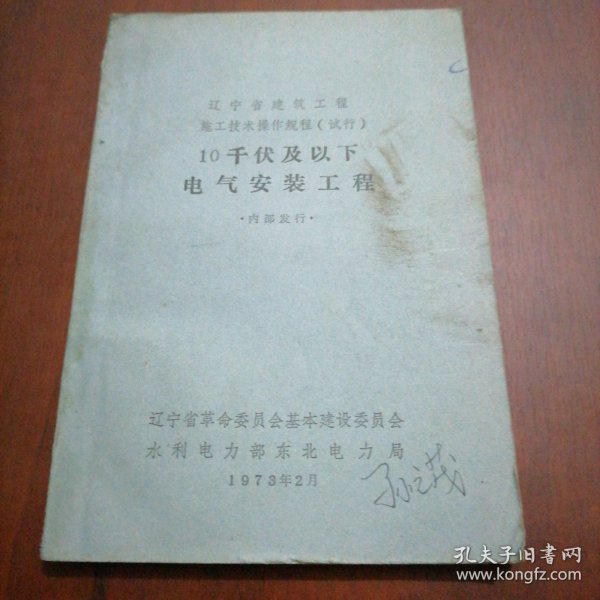 辽宁省建筑工程
施工技术操作规程(试行)
10千伏及以下
电气安装工程
·内部发行·
辽宁省革命委员会基本建设委员会
水利电力部东北电力局
1973年2月
孔夫子旧书网
www.kongfz.com